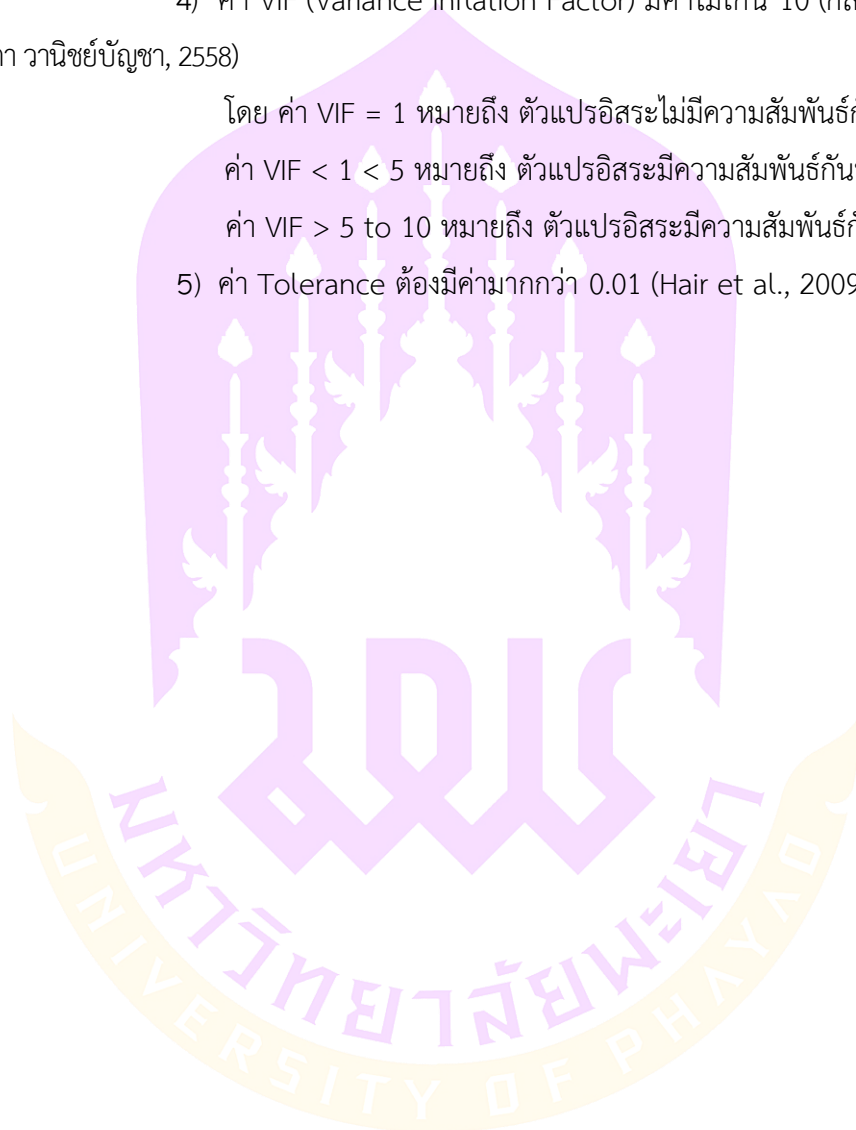 4) ค่า VIF (Variance Inflation Factor) มีค่าไม่เกิน 10
วานิชย์บัญชา, 2558)
โดย ค่า VIF = 1 หมายถึง ตัวแปรอิสระไม่มีความสัมพันธ์
ค่า VIF < 1 < 5 หมายถึง ตัวแปรอิสระมีความสัมพันธ์กัน
ค่า VIF > 5 to 10 หมายถึง ตัวแปรอิสระมีความสัมพันธ์
5) ค่า Tolerance ต้องมีค่ามากกว่า 0.01 (Hair et al., 2009
มหาวิทยาลัยพะเยา
UNIVERSITY OF PHAYAO